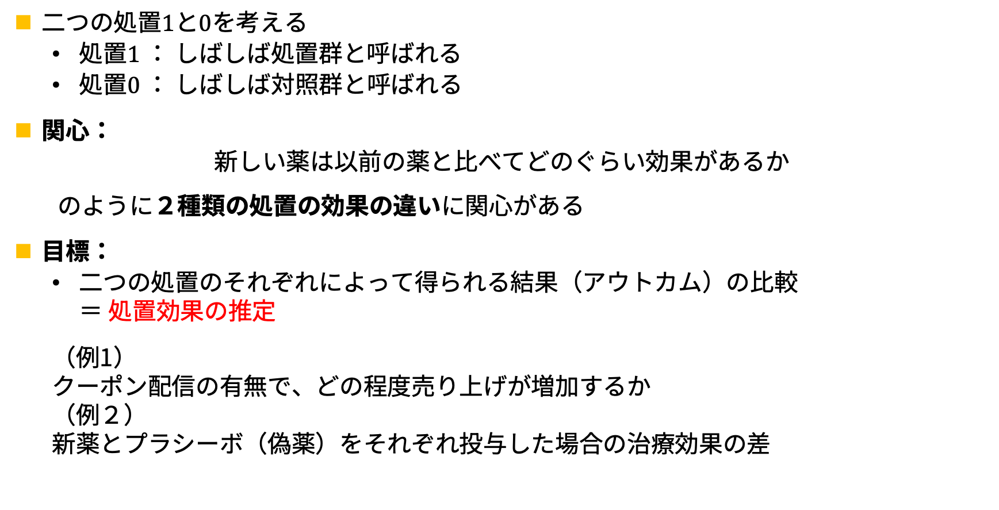 二つの処置1と0を考える
• 処置1 ： しばしば処置群と呼ばれる
• 処置0 ： しばしば対照群と呼ばれる
関心：
新しい薬は以前の薬と比べてどのぐらい効果があるか
のように２種類の処置の効果の違いに関心がある
目標：
• 二つの処置のそれぞれによって得られる結果（アウトカム）の比較
＝ 処置効果の推定
（例1）
クーポン配信の有無で、どの程度売り上げが増加するか
（例２）
新薬とプラシーボ（偽薬）をそれぞれ投与した場合の治療効果の差